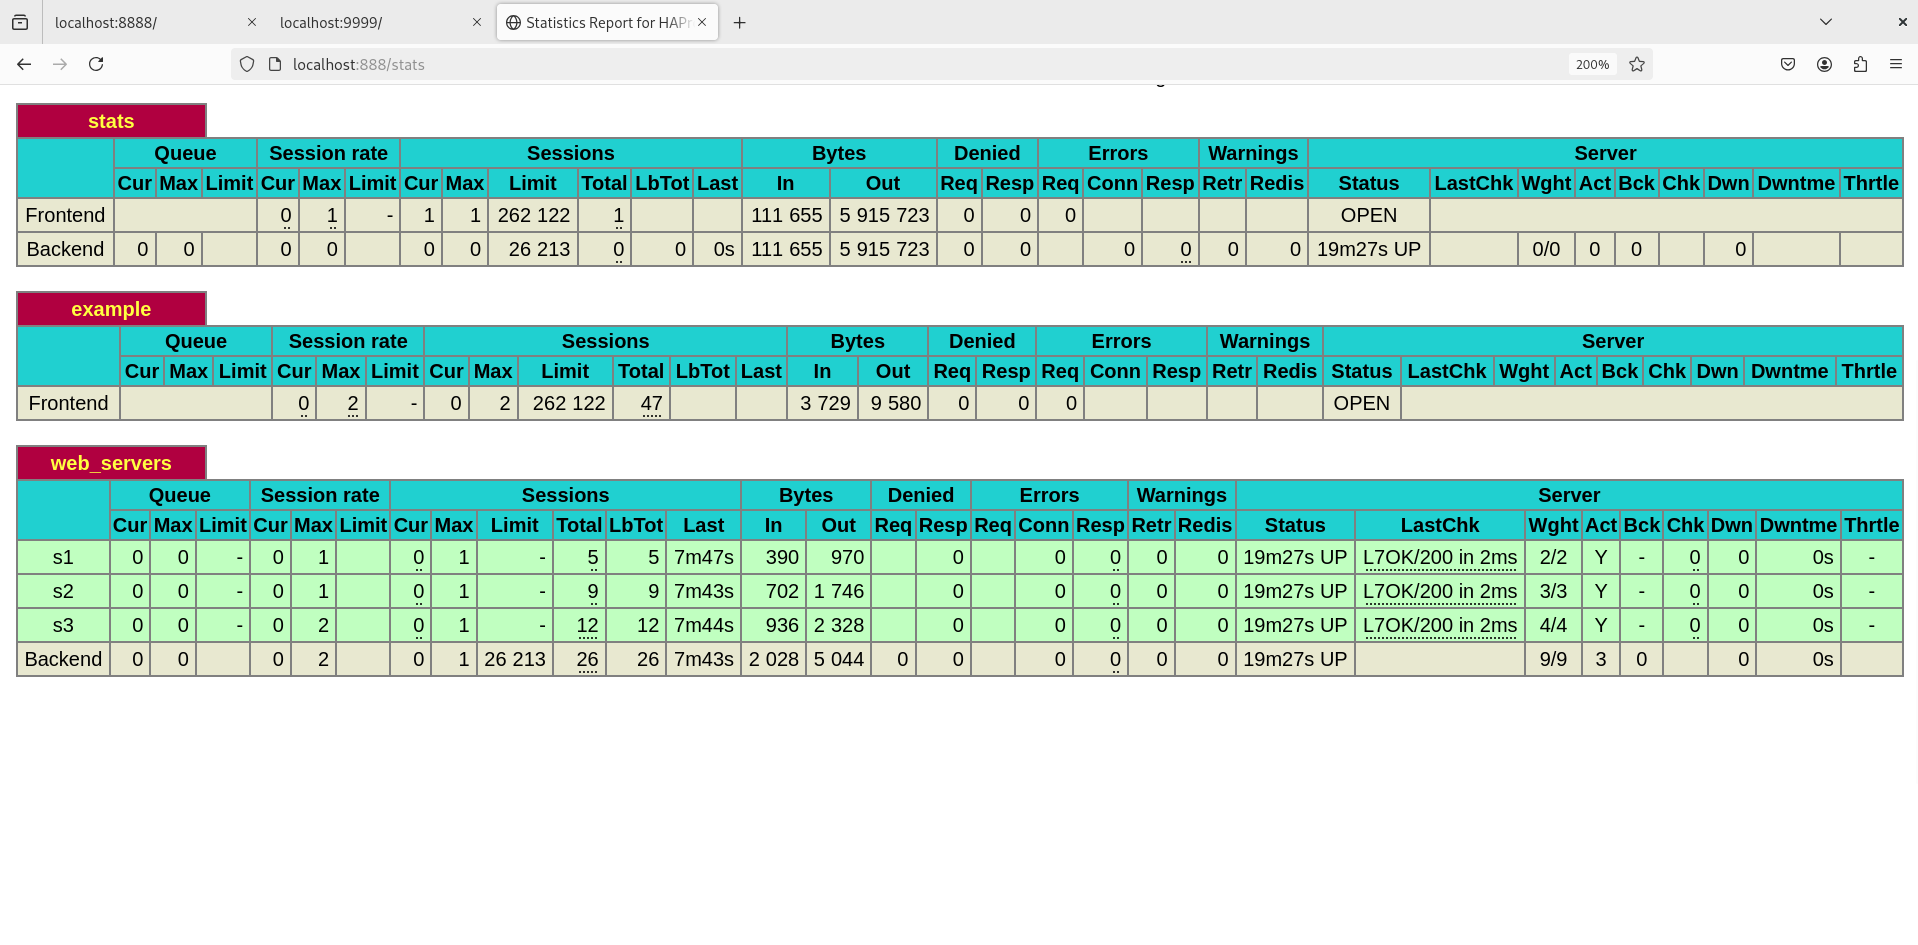 localhost:8888/ localhost:9999/ Statistics Report for HAPr
localhost:888/stats 200%
stats
Queue Session rate Sessions Bytes Denied Errors Warnings Server
Cur Max Limit Cur Max Limit Cur Max Limit Total LbTot Last In Out Req Resp Req Conn Resp Retr Redis Status LastChk Wght Act Bck Chk Dwn Dwntme Thrtle
Frontend 0 1 - 1 1 262 122 1 111 655 5 915 723 0 0 0 OPEN
Backend 0 0 0 0 0 0 26 213 0 0 0s 111 655 5 915 723 0 0 0 0 0 0 19m27s UP 0/0 0 0 0
example
Queue Session rate Sessions Bytes Denied Errors Warnings Server
Cur Max Limit Cur Max Limit Cur Max Limit Total LbTot Last In Out Req Resp Req Conn Resp Retr Redis Status LastChk Wght Act Bck Chk Dwn Dwntme Thrtle
Frontend 0 2 - 0 2 262 122 47 3 729 9 580 0 0 0 OPEN
web_servers
Queue Session rate Sessions Bytes Denied Errors Warnings Server
Cur Max Limit Cur Max Limit Cur Max Limit Total LbTot Last In Out Req Resp Req Conn Resp Retr Redis Status LastChk Wght Act Bck Chk Dwn Dwntme Thrtle
s1 0 0 - 0 1 0 1 - 5 5 7m47s 390 970 0 0 0 0 0 19m27s UP L7OK/200 in 2ms 2/2 Y - 0 0 0s -
s2 0 0 - 0 1 0 1 - 9 9 7m43s 702 1 746 0 0 0 0 0 19m27s UP L7OK/200 in 2ms 3/3 Y - 0 0 0s -
s3 0 0 - 0 2 0 1 - 12 12 7m44s 936 2 328 0 0 0 0 0 19m27s UP L7OK/200 in 2ms 4/4 Y - 0 0 0s -
Backend 0 0 0 2 0 1 26 213 26 26 7m43s 2 028 5 044 0 0 0 0 0 0 19m27s UP 9/9 3 0 0 0s